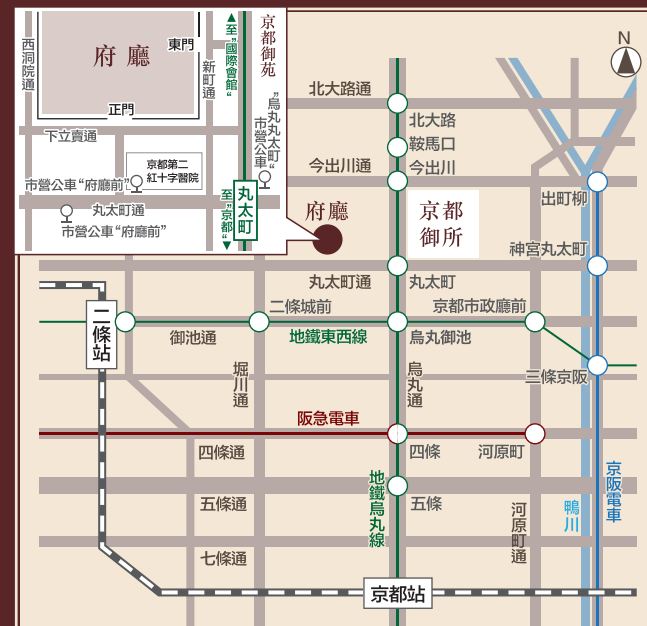 西洞院通
府廳
東門
新町通
▲至“國際會館“
京都御苑
正門
下立賣通
京都第二
紅十字醫院
市營公車
“烏丸丸太町“
市營公車“府廳前”
丸太町通
市營公車“府廳前”
至“京都“▼
丸太町
N
北大路通
北大路
鞍馬口
今出川通
今出川
出町柳
府廳
京都
御所
神宮丸太町
丸太町通
丸太町
二條城前
京都市政廳前
二條站
御池通
地鐵東西線
烏丸御池
三條京阪
堀川通
烏丸通
阪急電車
四條通
四條
河原町
地鐵烏丸線
五條通
五條
河原町通
鴨川
京阪電車
七條通
京都站